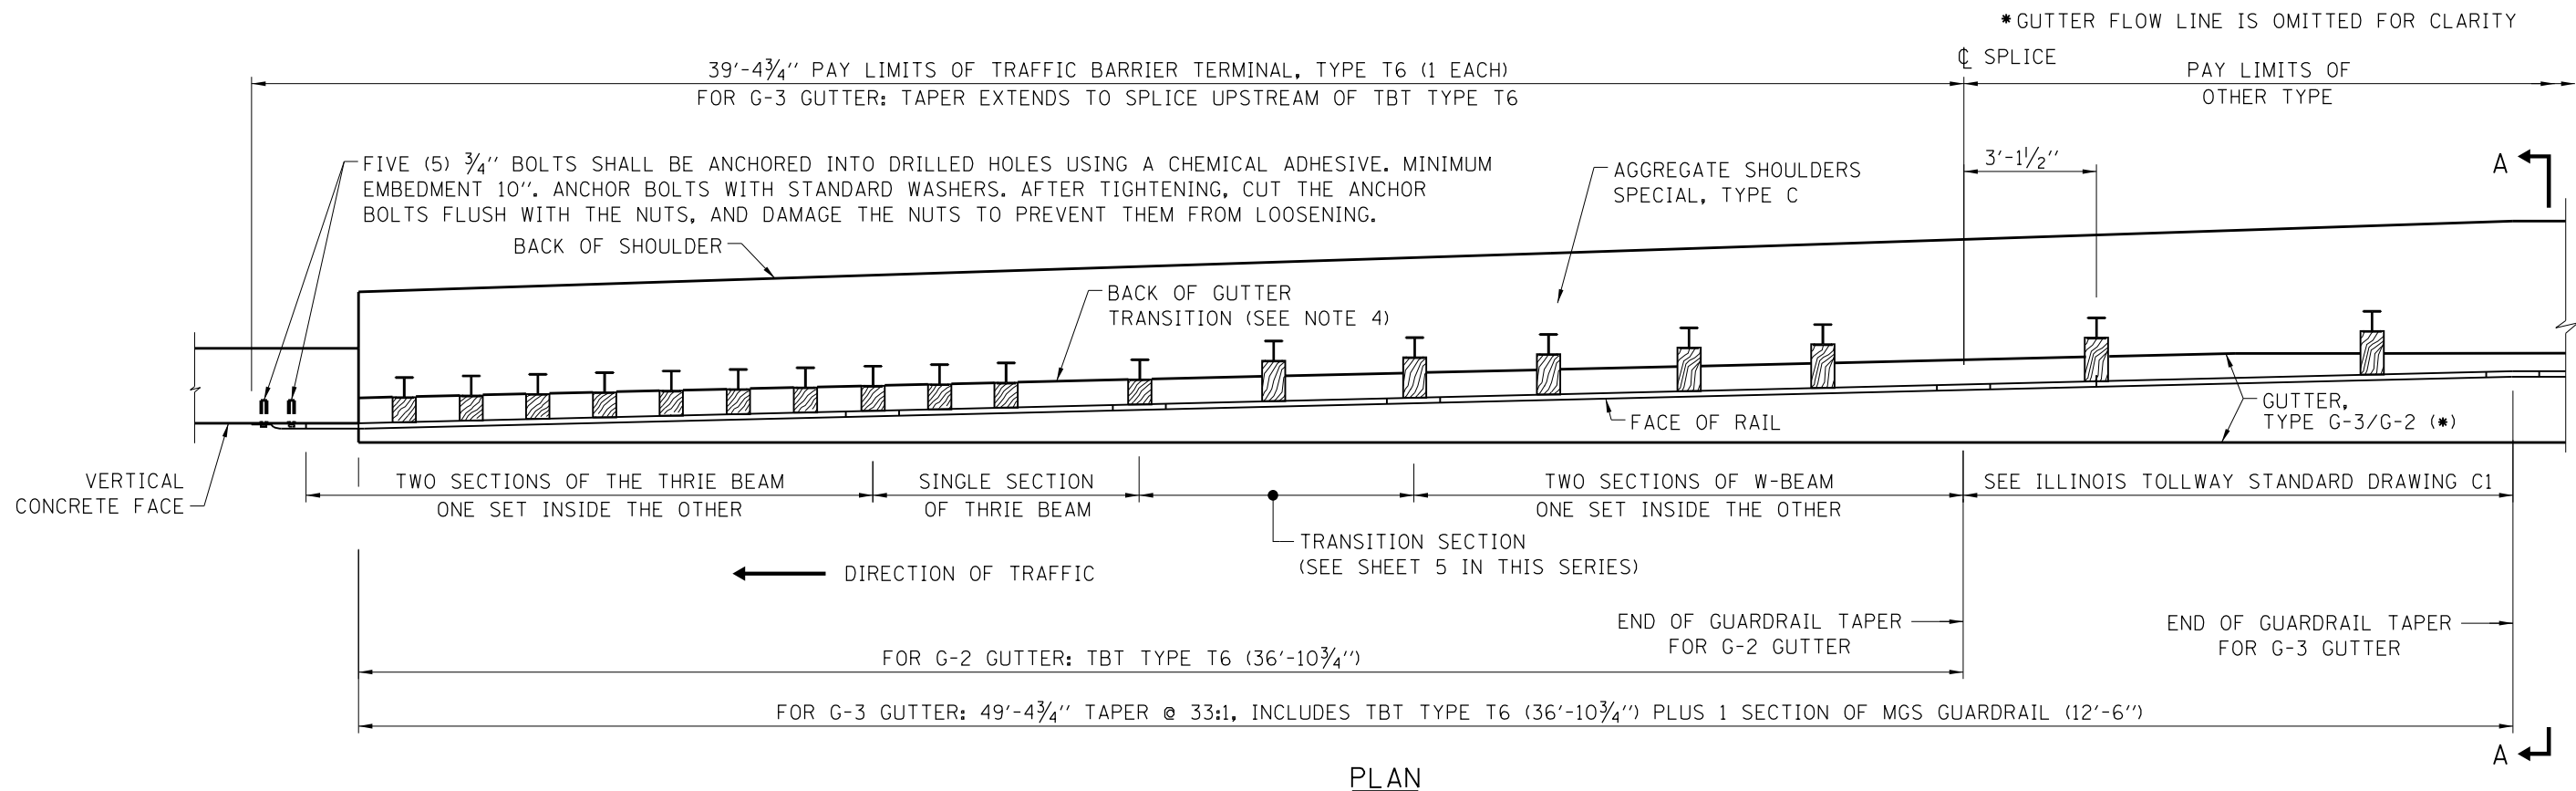 *GUTTER FLOW LINE IS OMITTED FOR CLARITY
39'-4¾" PAY LIMITS OF TRAFFIC BARRIER TERMINAL, TYPE T6 (1 EACH)
FOR G-3 GUTTER: TAPER EXTENDS TO SPLICE UPSTREAM OF TBT TYPE T6
℄ SPLICE
PAY LIMITS OF
OTHER TYPE
FIVE (5) ¾" BOLTS SHALL BE ANCHORED INTO DRILLED HOLES USING A CHEMICAL ADHESIVE. MINIMUM
EMBEDMENT 10". ANCHOR BOLTS WITH STANDARD WASHERS. AFTER TIGHTENING, CUT THE ANCHOR
BOLTS FLUSH WITH THE NUTS, AND DAMAGE THE NUTS TO PREVENT THEM FROM LOOSENING.
AGGREGATE SHOULDERS
SPECIAL, TYPE C
3'-1½"
A
BACK OF SHOULDER
BACK OF GUTTER
TRANSITION (SEE NOTE 4)
FACE OF RAIL
GUTTER,
TYPE G-3/G-2 (*)
VERTICAL
CONCRETE FACE
TWO SECTIONS OF THE THRIE BEAM
ONE SET INSIDE THE OTHER
SINGLE SECTION
OF THRIE BEAM
TWO SECTIONS OF W-BEAM
ONE SET INSIDE THE OTHER
SEE ILLINOIS TOLLWAY STANDARD DRAWING C1
TRANSITION SECTION
(SEE SHEET 5 IN THIS SERIES)
DIRECTION OF TRAFFIC
END OF GUARDRAIL TAPER
FOR G-2 GUTTER
END OF GUARDRAIL TAPER
FOR G-3 GUTTER
FOR G-2 GUTTER: TBT TYPE T6 (36'-10¾")
FOR G-3 GUTTER: 49'-4¾" TAPER @ 33:1, INCLUDES TBT TYPE T6 (36'-10¾") PLUS 1 SECTION OF MGS GUARDRAIL (12'-6")
A
PLAN